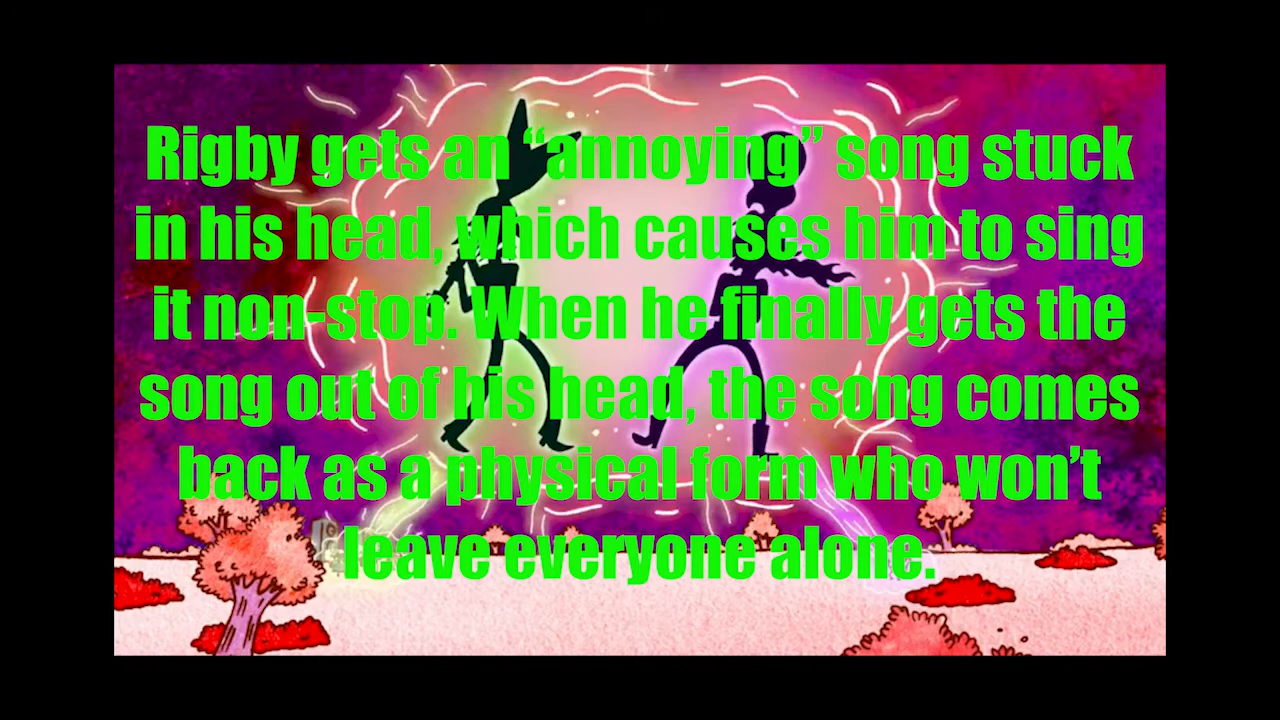 Rigby gets an “annoying” song stuck
in his head, which causes him to sing
it non-stop. When he finally gets the
song out of his head, the song comes
back as a physical form who won’t
leave everyone alone.